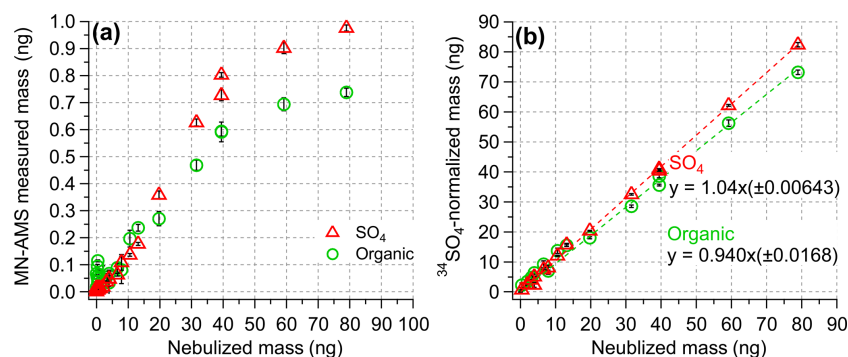 (a)
MN-AMS measured mass (ng)
1.0
0.9
0.8
0.7
0.6
0.5
0.4
0.3
0.2
0.1
0.0
SO4
Organic
0 10 20 30 40 50 60 70 80 90 100
Nebulized mass (ng)
(b)
34SO4-normalized mass (ng)
90
80
70
60
50
40
30
20
10
0
SO4
y = 1.04x(±0.00643)
Organic
y = 0.940x(±0.0168)
0 10 20 30 40 50 60 70 80 90
Neublized mass (ng)